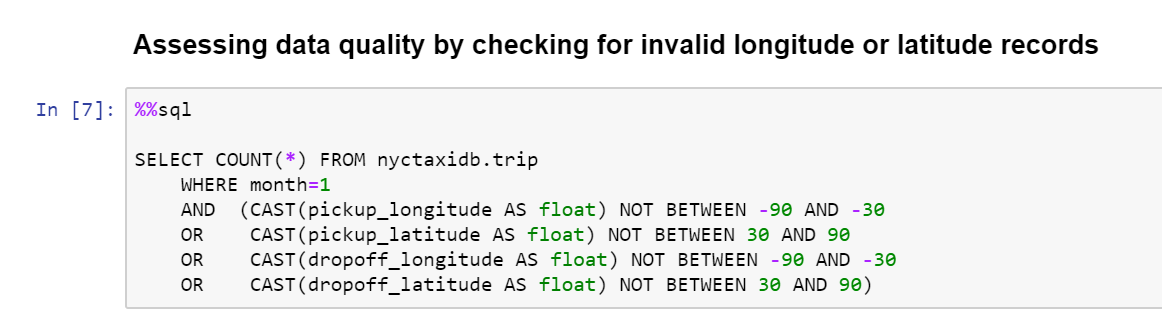 Assessing data quality by checking for invalid longitude or latitude records
In [7]: %%sql
SELECT COUNT(*) FROM nyctaxidb.trip
WHERE month=1
AND (CAST(pickup_longitude AS float) NOT BETWEEN -90 AND -30
OR CAST(pickup_latitude AS float) NOT BETWEEN 30 AND 90
OR CAST(dropoff_longitude AS float) NOT BETWEEN -90 AND -30
OR CAST(dropoff_latitude AS float) NOT BETWEEN 30 AND 90)